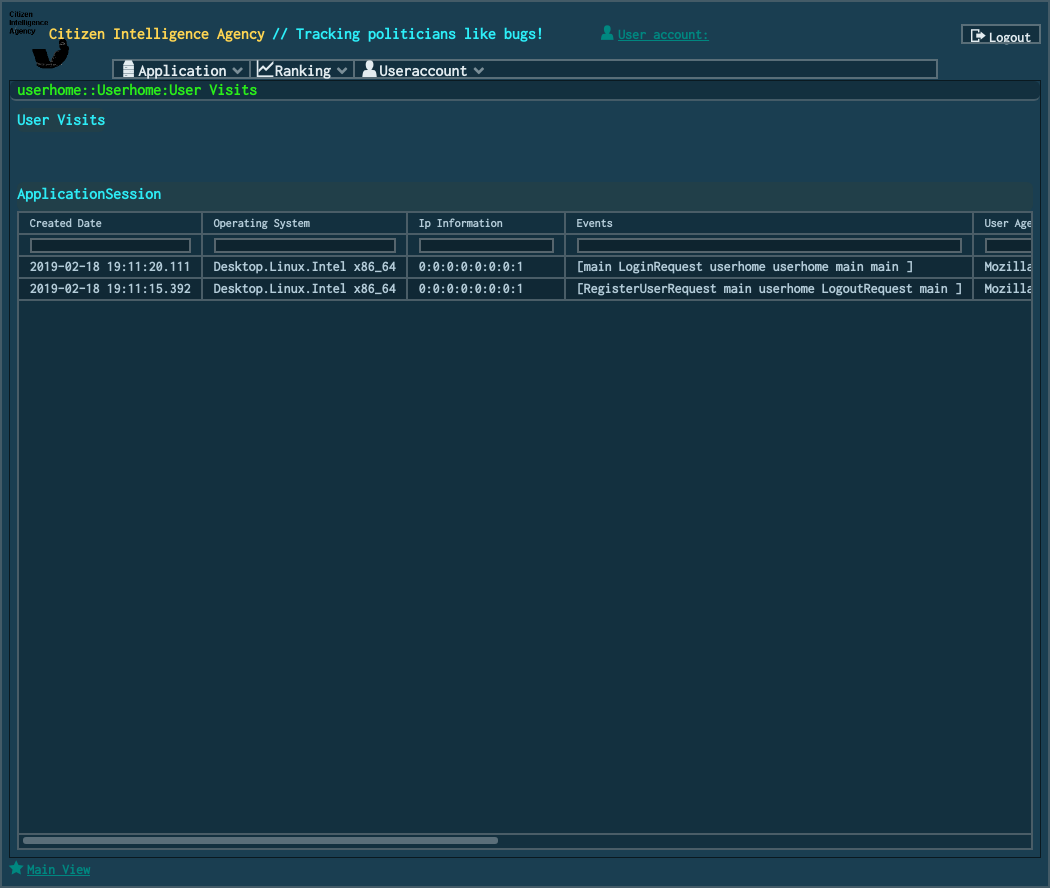 Citizen
Intelligence
Agency
Citizen Intelligence Agency // Tracking politicians like bugs!
User account:
Logout
Application Ranking Useraccount
userhome::Userhome:User Visits
User Visits
ApplicationSession
Created Date Operating System Ip Information Events User Age
2019-02-18 19:11:20.111 Desktop.Linux.Intel x86_64 0:0:0:0:0:0:0:1 [main LoginRequest userhome userhome main main ] Mozilla
2019-02-18 19:11:15.392 Desktop.Linux.Intel x86_64 0:0:0:0:0:0:0:1 [RegisterUserRequest main userhome LogoutRequest main ] Mozilla
Main View